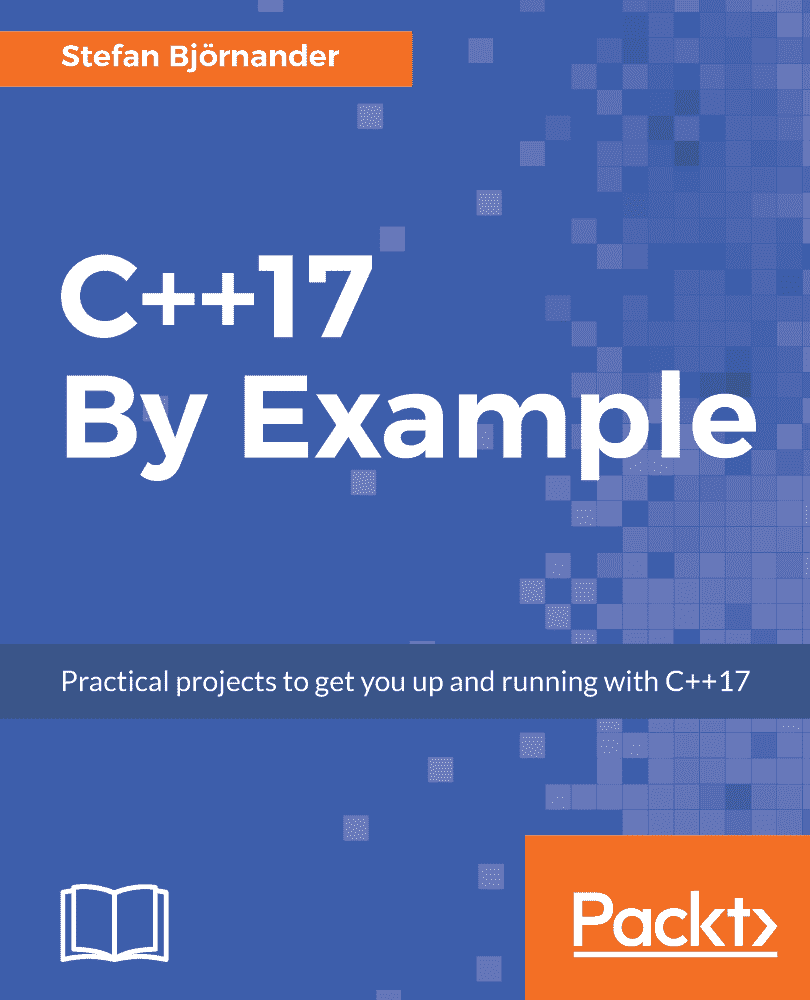 Stefan Björnander
C++17
By Example
Practical projects to get you up and running with C++17
Packt>